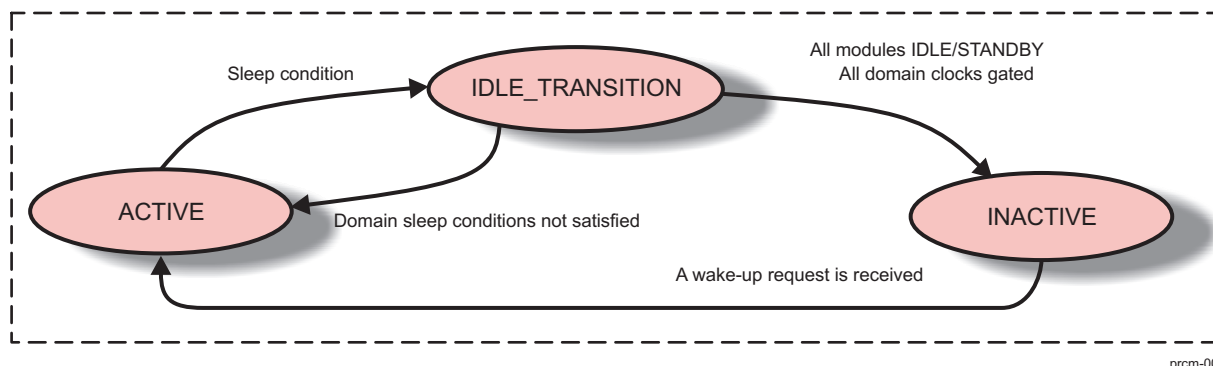 Sleep condition
IDLE_TRANSITION
All modules IDLE/STANDBY
All domain clocks gated
ACTIVE
Domain sleep conditions not satisfied
INACTIVE
A wake-up request is received